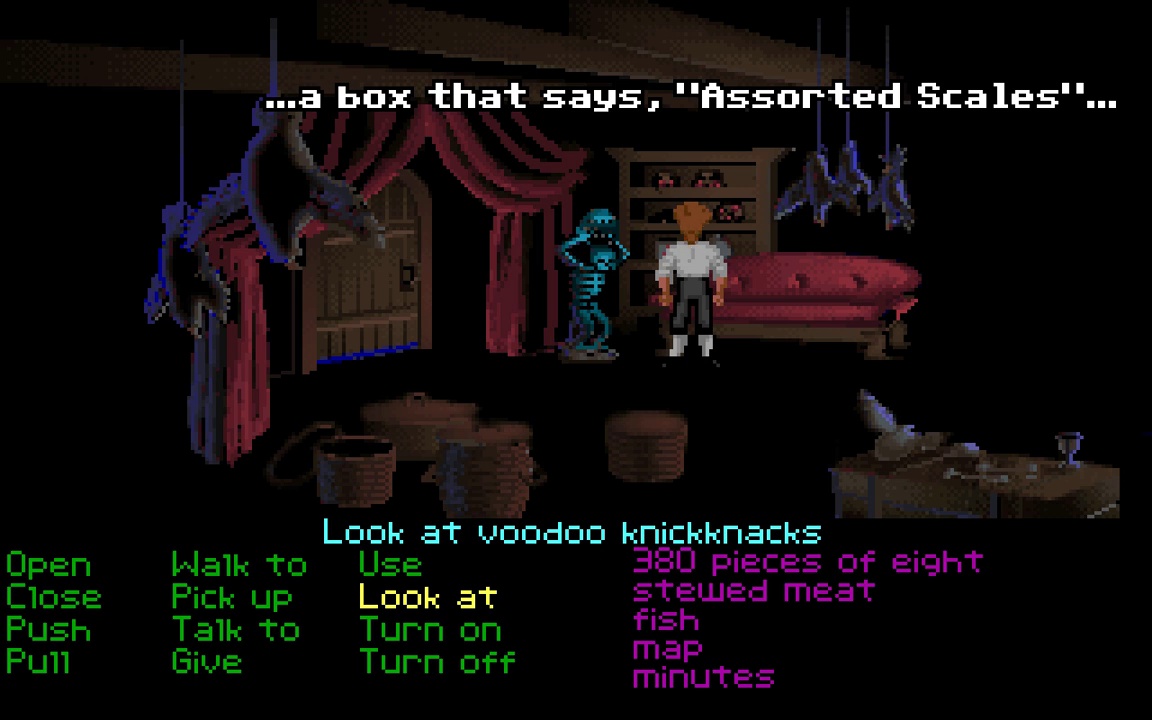 ...a box that says, "Assorted Scales"...
Look at voodoo knickknacks
Open Walk to Use 380 pieces of eight
Close Pick up Look at stewed meat
Push Talk to Turn on fish
Pull Give Turn off map
minutes